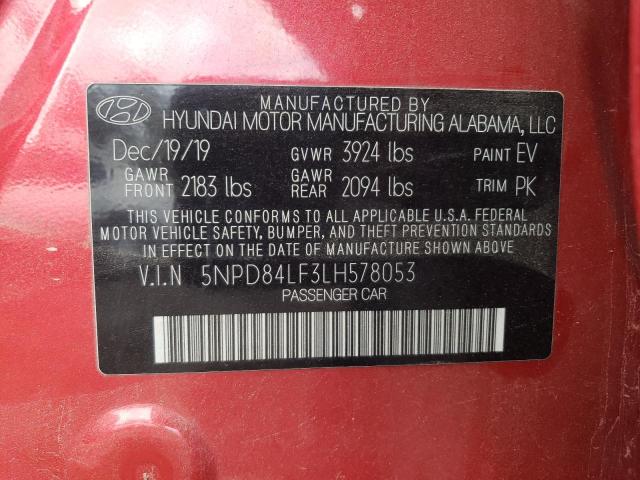 MANUFACTURED BY
HYUNDAI MOTOR MANUFACTURING ALABAMA, LLC
Dec/19/19 GVWR 3924 lbs PAINT EV
GAWR FRONT 2183 lbs GAWR REAR 2094 lbs TRIM PK
THIS VEHICLE CONFORMS TO ALL APPLICABLE U.S.A. FEDERAL
MOTOR VEHICLE SAFETY, BUMPER, AND THEFT PREVENTION STANDARDS
IN EFFECT ON THE DATE OF MANUFACTURE SHOWN ABOVE.
V.I.N 5NPD84LF3LH578053
PASSENGER CAR